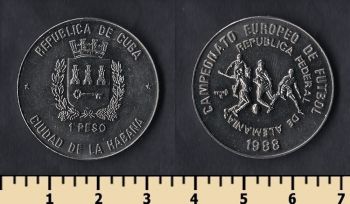 REPUBLICA DE CUBA
1 PESO
CIUDAD DE LA HABANA
CAMPEONATO EUROPEO DE FUTBOL
REPUBLICA FEDERAL
DE ALEMANIA
1988
1 2 3 4 5 6 7